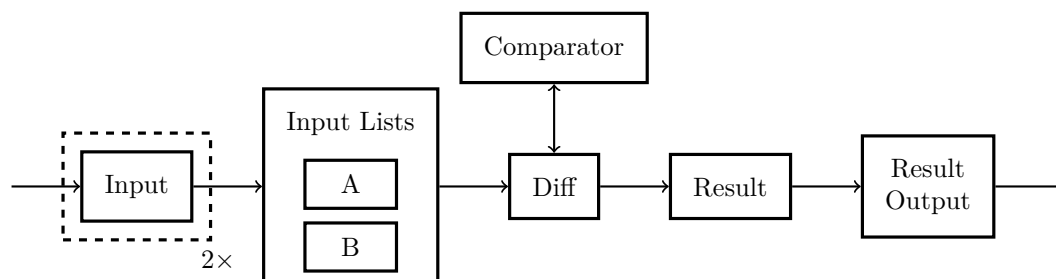 Comparator
Input Lists
Input
A
Diff
Result
Result
Output
B
2×